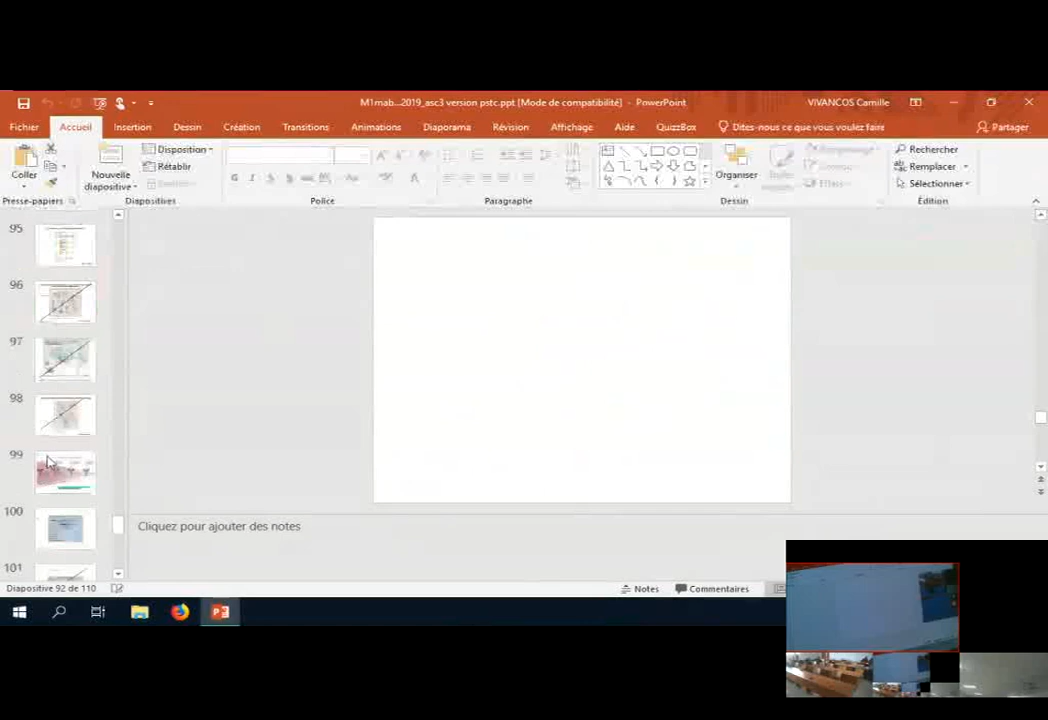 M1mab...2019_asc3 version pstc.ppt [Mode de compatibilité] - PowerPoint
VIVANCOS Camille
Fichier Accueil Insertion Dessin Création Transitions Animations Diaporama Révision Affichage Aide QuizBox Dites-nous ce que vous voulez faire Partager
Coller
Nouvelle diapositive
Disposition
Rétablir
Organiser
Rechercher
Remplacer
Sélectionner
Presse-papiers Diapositives Police Paragraphe Dessin Édition
95
96
97
98
99
100
101
Cliquez pour ajouter des notes
Diapositive 92 de 110 Notes Commentaires